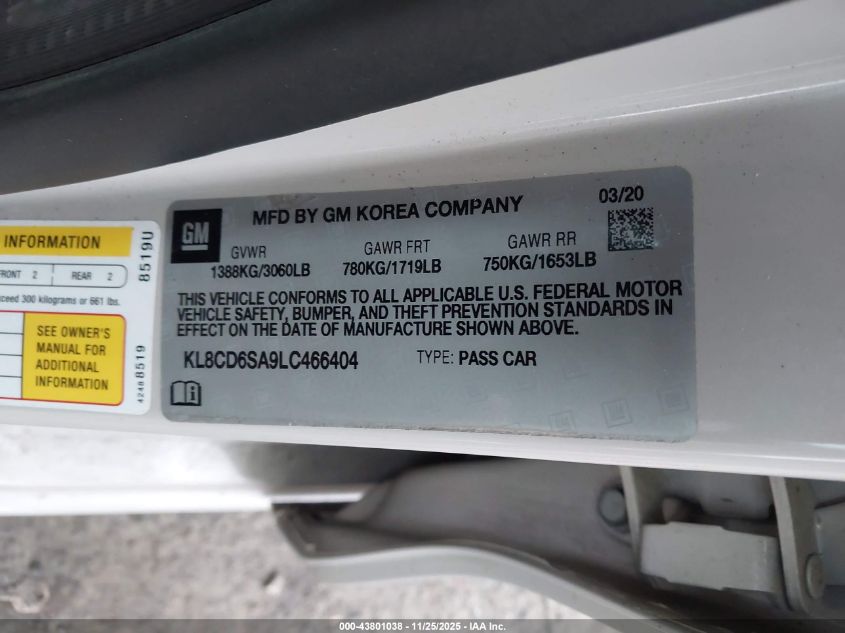 INFORMATION
FRONT 2 REAR 2
exceed 300 kilograms or 661 lbs.
SEE OWNER'S
MANUAL FOR
ADDITIONAL
INFORMATION
8519U
42488519
GM
MFD BY GM KOREA COMPANY
03/20
GVWR GAWR FRT GAWR RR
1388KG/3060LB 780KG/1719LB 750KG/1653LB
THIS VEHICLE CONFORMS TO ALL APPLICABLE U.S. FEDERAL MOTOR
VEHICLE SAFETY, BUMPER, AND THEFT PREVENTION STANDARDS IN
EFFECT ON THE DATE OF MANUFACTURE SHOWN ABOVE.
KL8CD6SA9LC466404 TYPE: PASS CAR
000-43801038 - 11/25/2025 - IAA Inc.